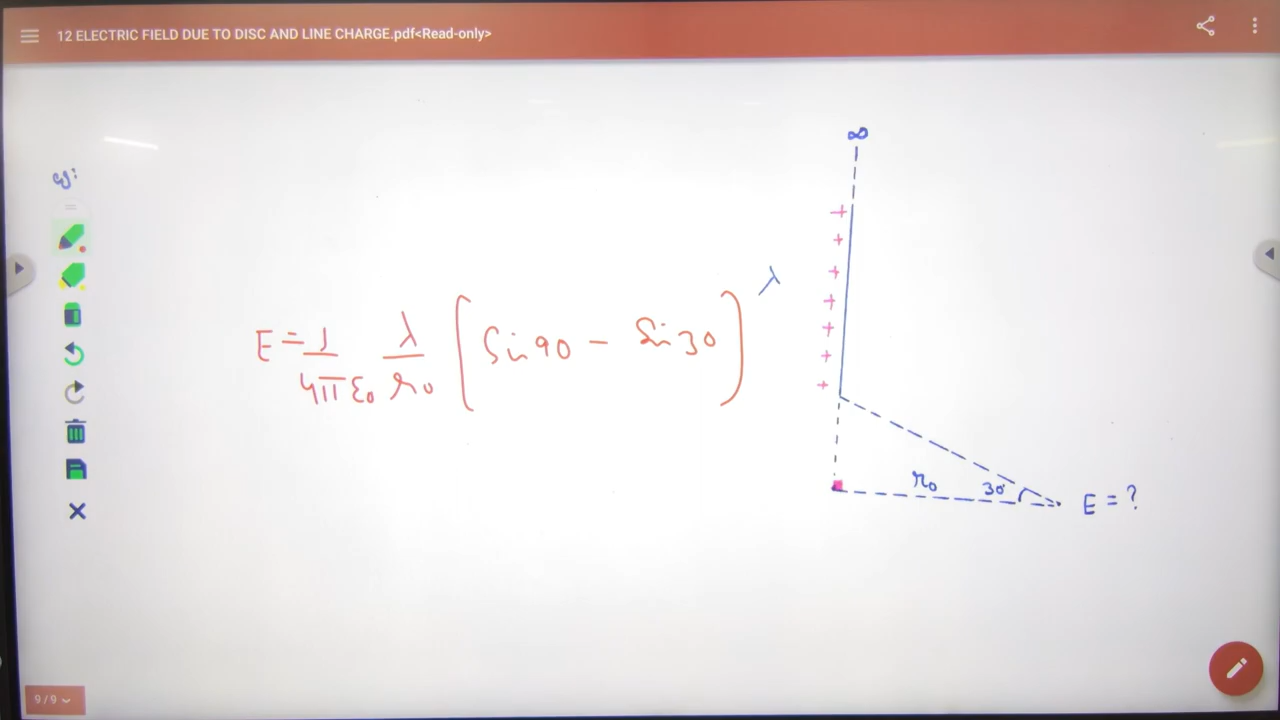 12 ELECTRIC FIELD DUE TO DISC AND LINE CHARGE.pdf<Read-only>
∞
λ
E = 1/4πε₀ λ/r₀ [Sin90 − Sin30]
r₀ 30° E = ?
9/9